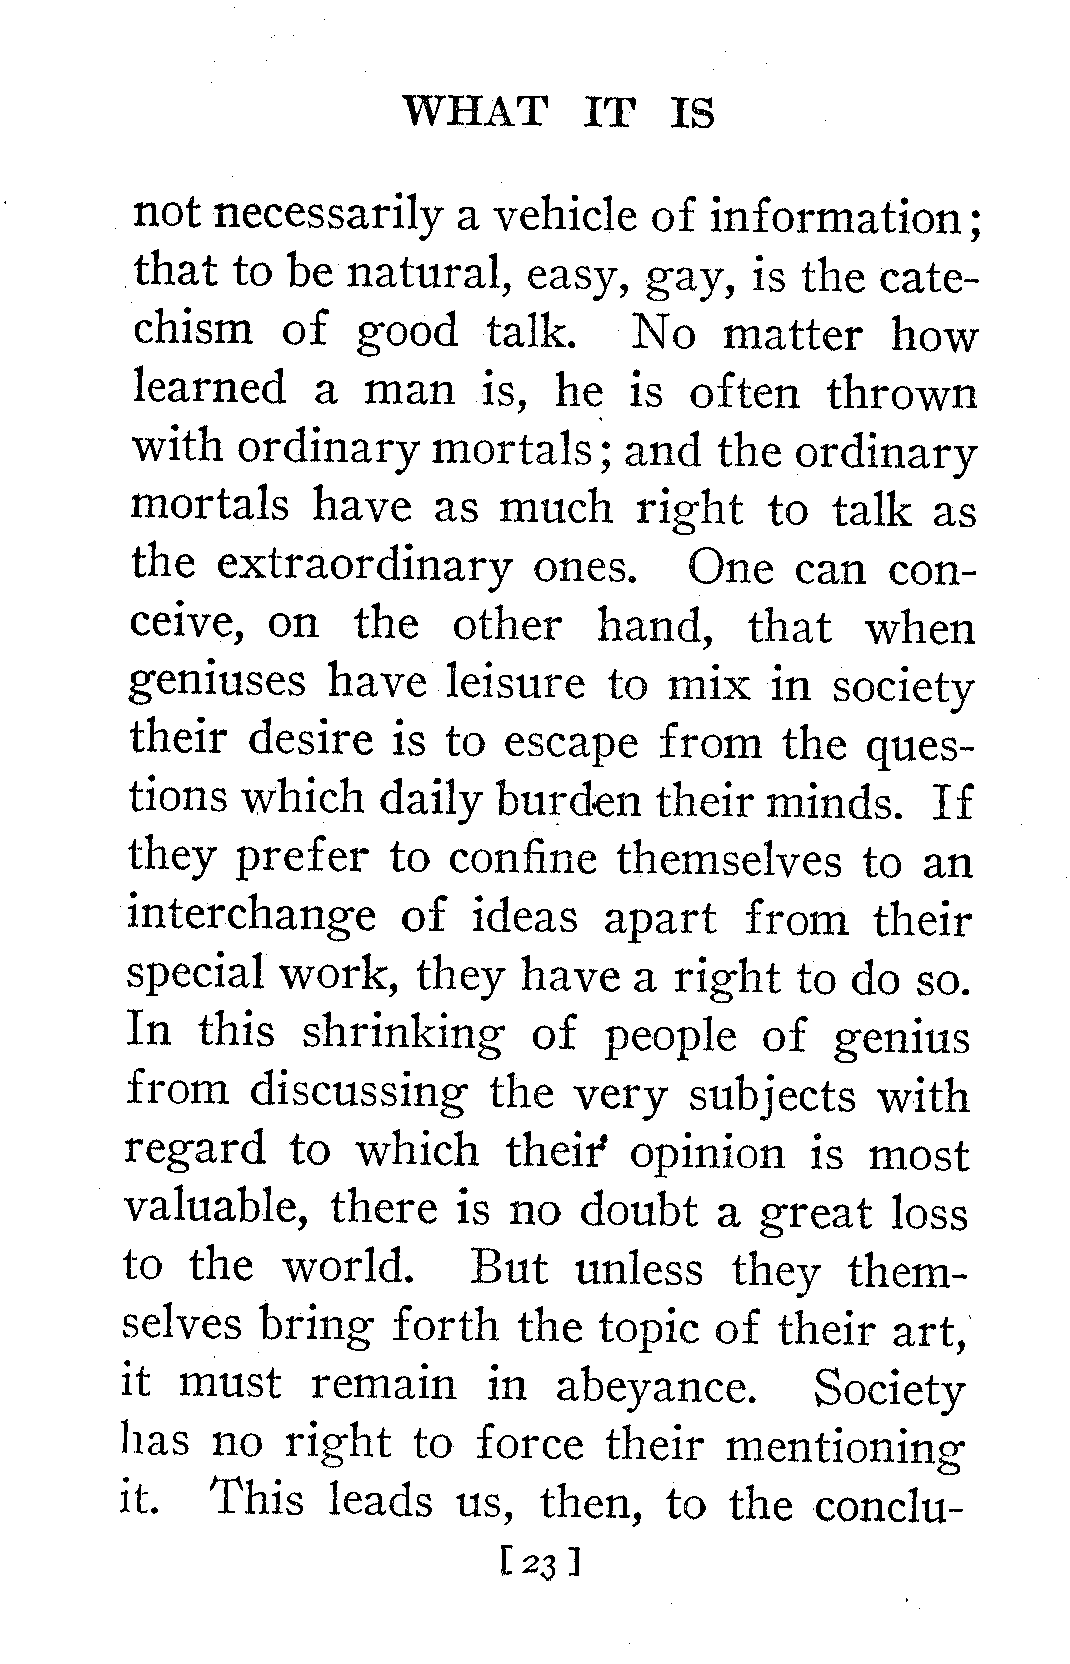 WHAT IT IS
not necessarily a vehicle of information;
that to be natural, easy, gay, is the cate-
chism of good talk. No matter how
learned a man is, he is often thrown
with ordinary mortals; and the ordinary
mortals have as much right to talk as
the extraordinary ones. One can con-
ceive, on the other hand, that when
geniuses have leisure to mix in society
their desire is to escape from the ques-
tions which daily burden their minds. If
they prefer to confine themselves to an
interchange of ideas apart from their
special work, they have a right to do so.
In this shrinking of people of genius
from discussing the very subjects with
regard to which their opinion is most
valuable, there is no doubt a great loss
to the world. But unless they them-
selves bring forth the topic of their art,
it must remain in abeyance. Society
has no right to force their mentioning
it. This leads us, then, to the conclu-
[23]